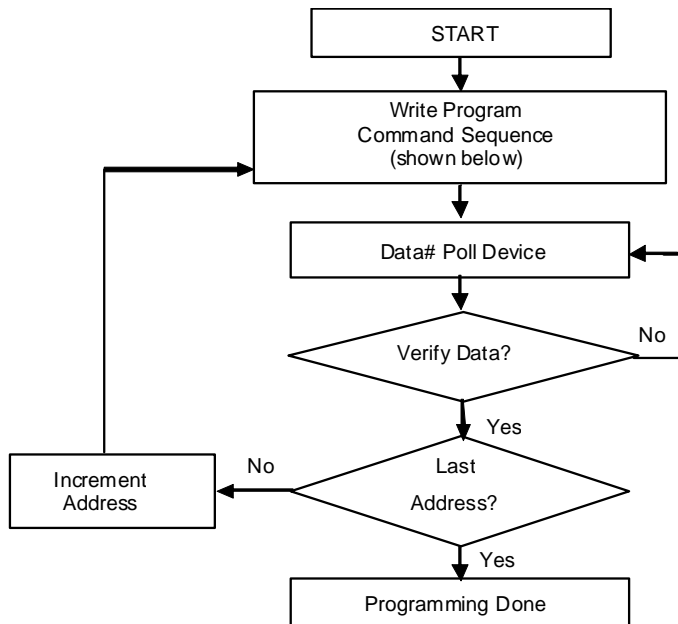 START
Write Program
Command Sequence
(shown below)
Data# Poll Device
Verify Data?
No
Yes
No
Last
Increment
Address
Address?
Yes
Programming Done